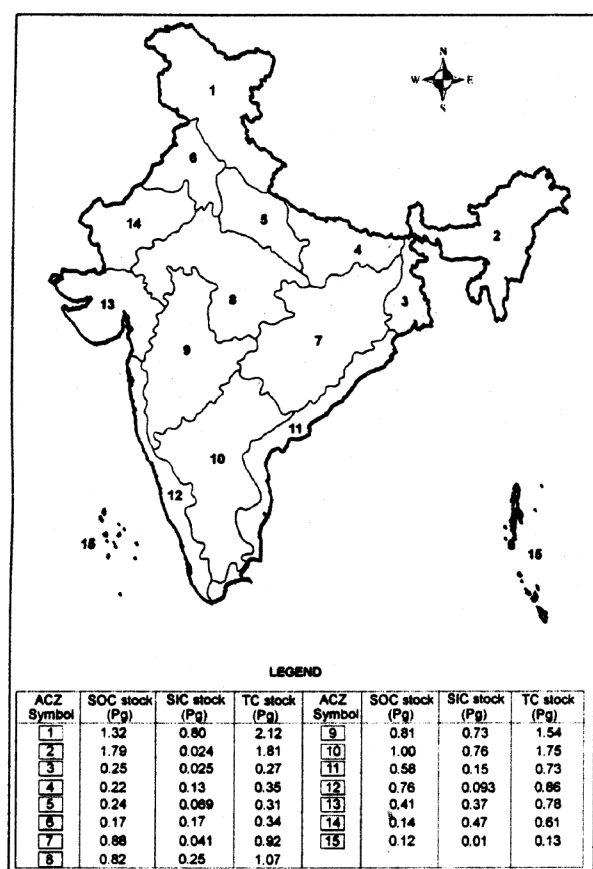 N
W E
S
1
6
14
5
4
2
13
8
3
9
7
11
10
12
15
15
LEGEND
ACZ Symbol SOC stock (Pg) SIC stock (Pg) TC stock (Pg) ACZ Symbol SOC stock (Pg) SIC stock (Pg) TC stock (Pg)
1 1.32 0.80 2.12 9 0.81 0.73 1.54
2 1.79 0.024 1.81 10 1.00 0.76 1.75
3 0.25 0.025 0.27 11 0.58 0.15 0.73
4 0.22 0.13 0.35 12 0.76 0.093 0.86
5 0.24 0.069 0.31 13 0.41 0.37 0.78
6 0.17 0.17 0.34 14 0.14 0.47 0.61
7 0.88 0.041 0.92 15 0.12 0.01 0.13
8 0.82 0.25 1.07